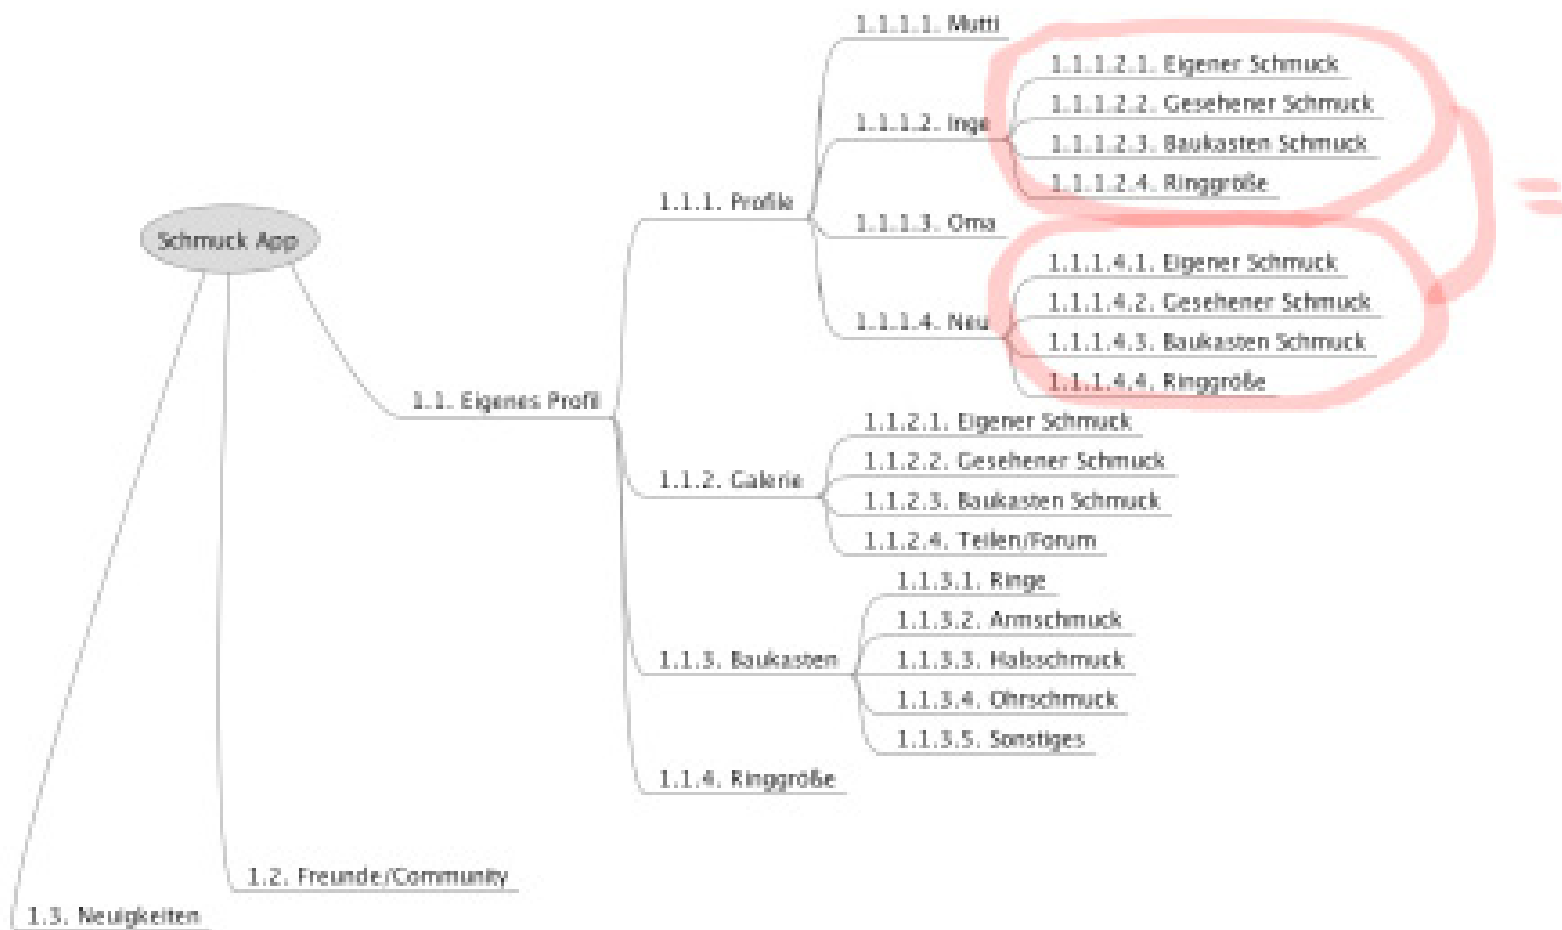 Schmuck App
1.1. Eigenes Profil
1.1.1. Profile
1.1.1.1. Mutti
1.1.1.2. Inge
1.1.1.2.1. Eigener Schmuck
1.1.1.2.2. Gesehener Schmuck
1.1.1.2.3. Baukasten Schmuck
1.1.1.2.4. Ringgröße
1.1.1.3. Oma
1.1.1.4. Neu
1.1.1.4.1. Eigener Schmuck
1.1.1.4.2. Gesehener Schmuck
1.1.1.4.3. Baukasten Schmuck
1.1.1.4.4. Ringgröße
1.1.2. Galerie
1.1.2.1. Eigener Schmuck
1.1.2.2. Gesehener Schmuck
1.1.2.3. Baukasten Schmuck
1.1.2.4. Teilen/Forum
1.1.3. Baukasten
1.1.3.1. Ringe
1.1.3.2. Armschmuck
1.1.3.3. Halsschmuck
1.1.3.4. Ohrschmuck
1.1.3.5. Sonstiges
1.1.4. Ringgröße
1.2. Freunde/Community
1.3. Neuigkeiten
=